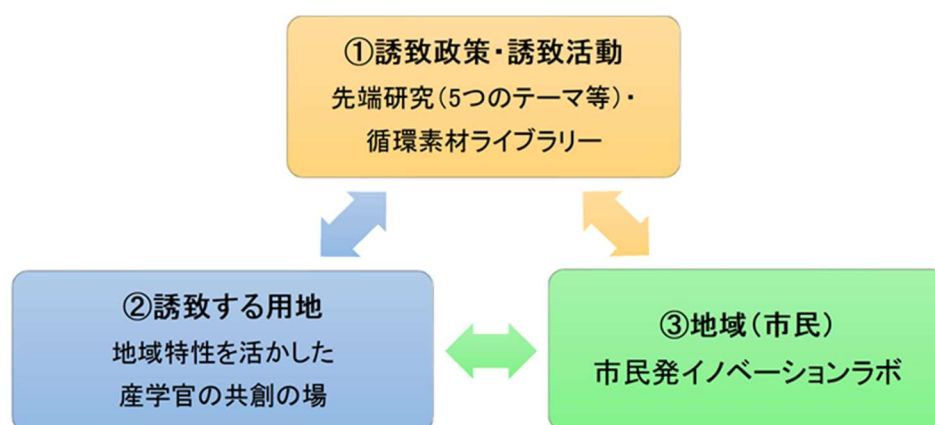 ①誘致政策・誘致活動
先端研究(5つのテーマ等)・
循環素材ライブラリー
②誘致する用地
地域特性を活かした
産学官の共創の場
③地域(市民)
市民発イノベーションラボ